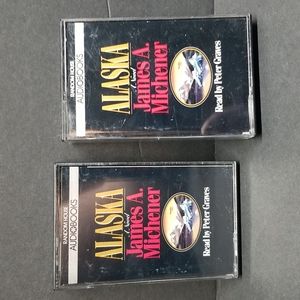 RANDOM HOUSE
AUDIOBOOKS
ALASKA
A Novel
James A.
Michener
Read by Peter Graves
RANDOM HOUSE
AUDIOBOOKS
ALASKA
A Novel
James A.
Michener
Read by Peter Graves